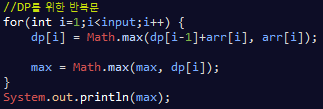 //DP를 위한 반복문
for(int i=1;i<input;i++) {
dp[i] = Math.max(dp[i-1]+arr[i], arr[i]);
max = Math.max(max, dp[i]);
}
System.out.println(max);